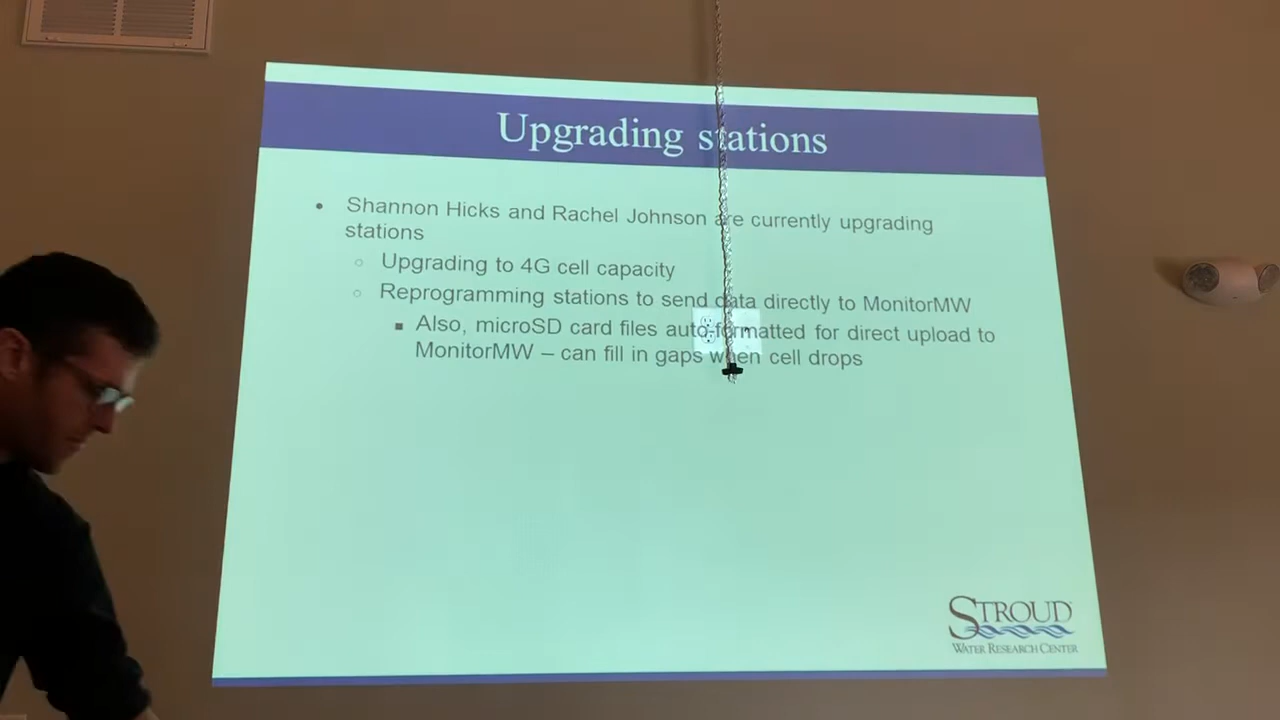 Upgrading stations
• Shannon Hicks and Rachel Johnson are currently upgrading
stations
○ Upgrading to 4G cell capacity
○ Reprogramming stations to send data directly to MonitorMW
■ Also, microSD card files auto-formatted for direct upload to
MonitorMW – can fill in gaps when cell drops
STROUD
WATER RESEARCH CENTER